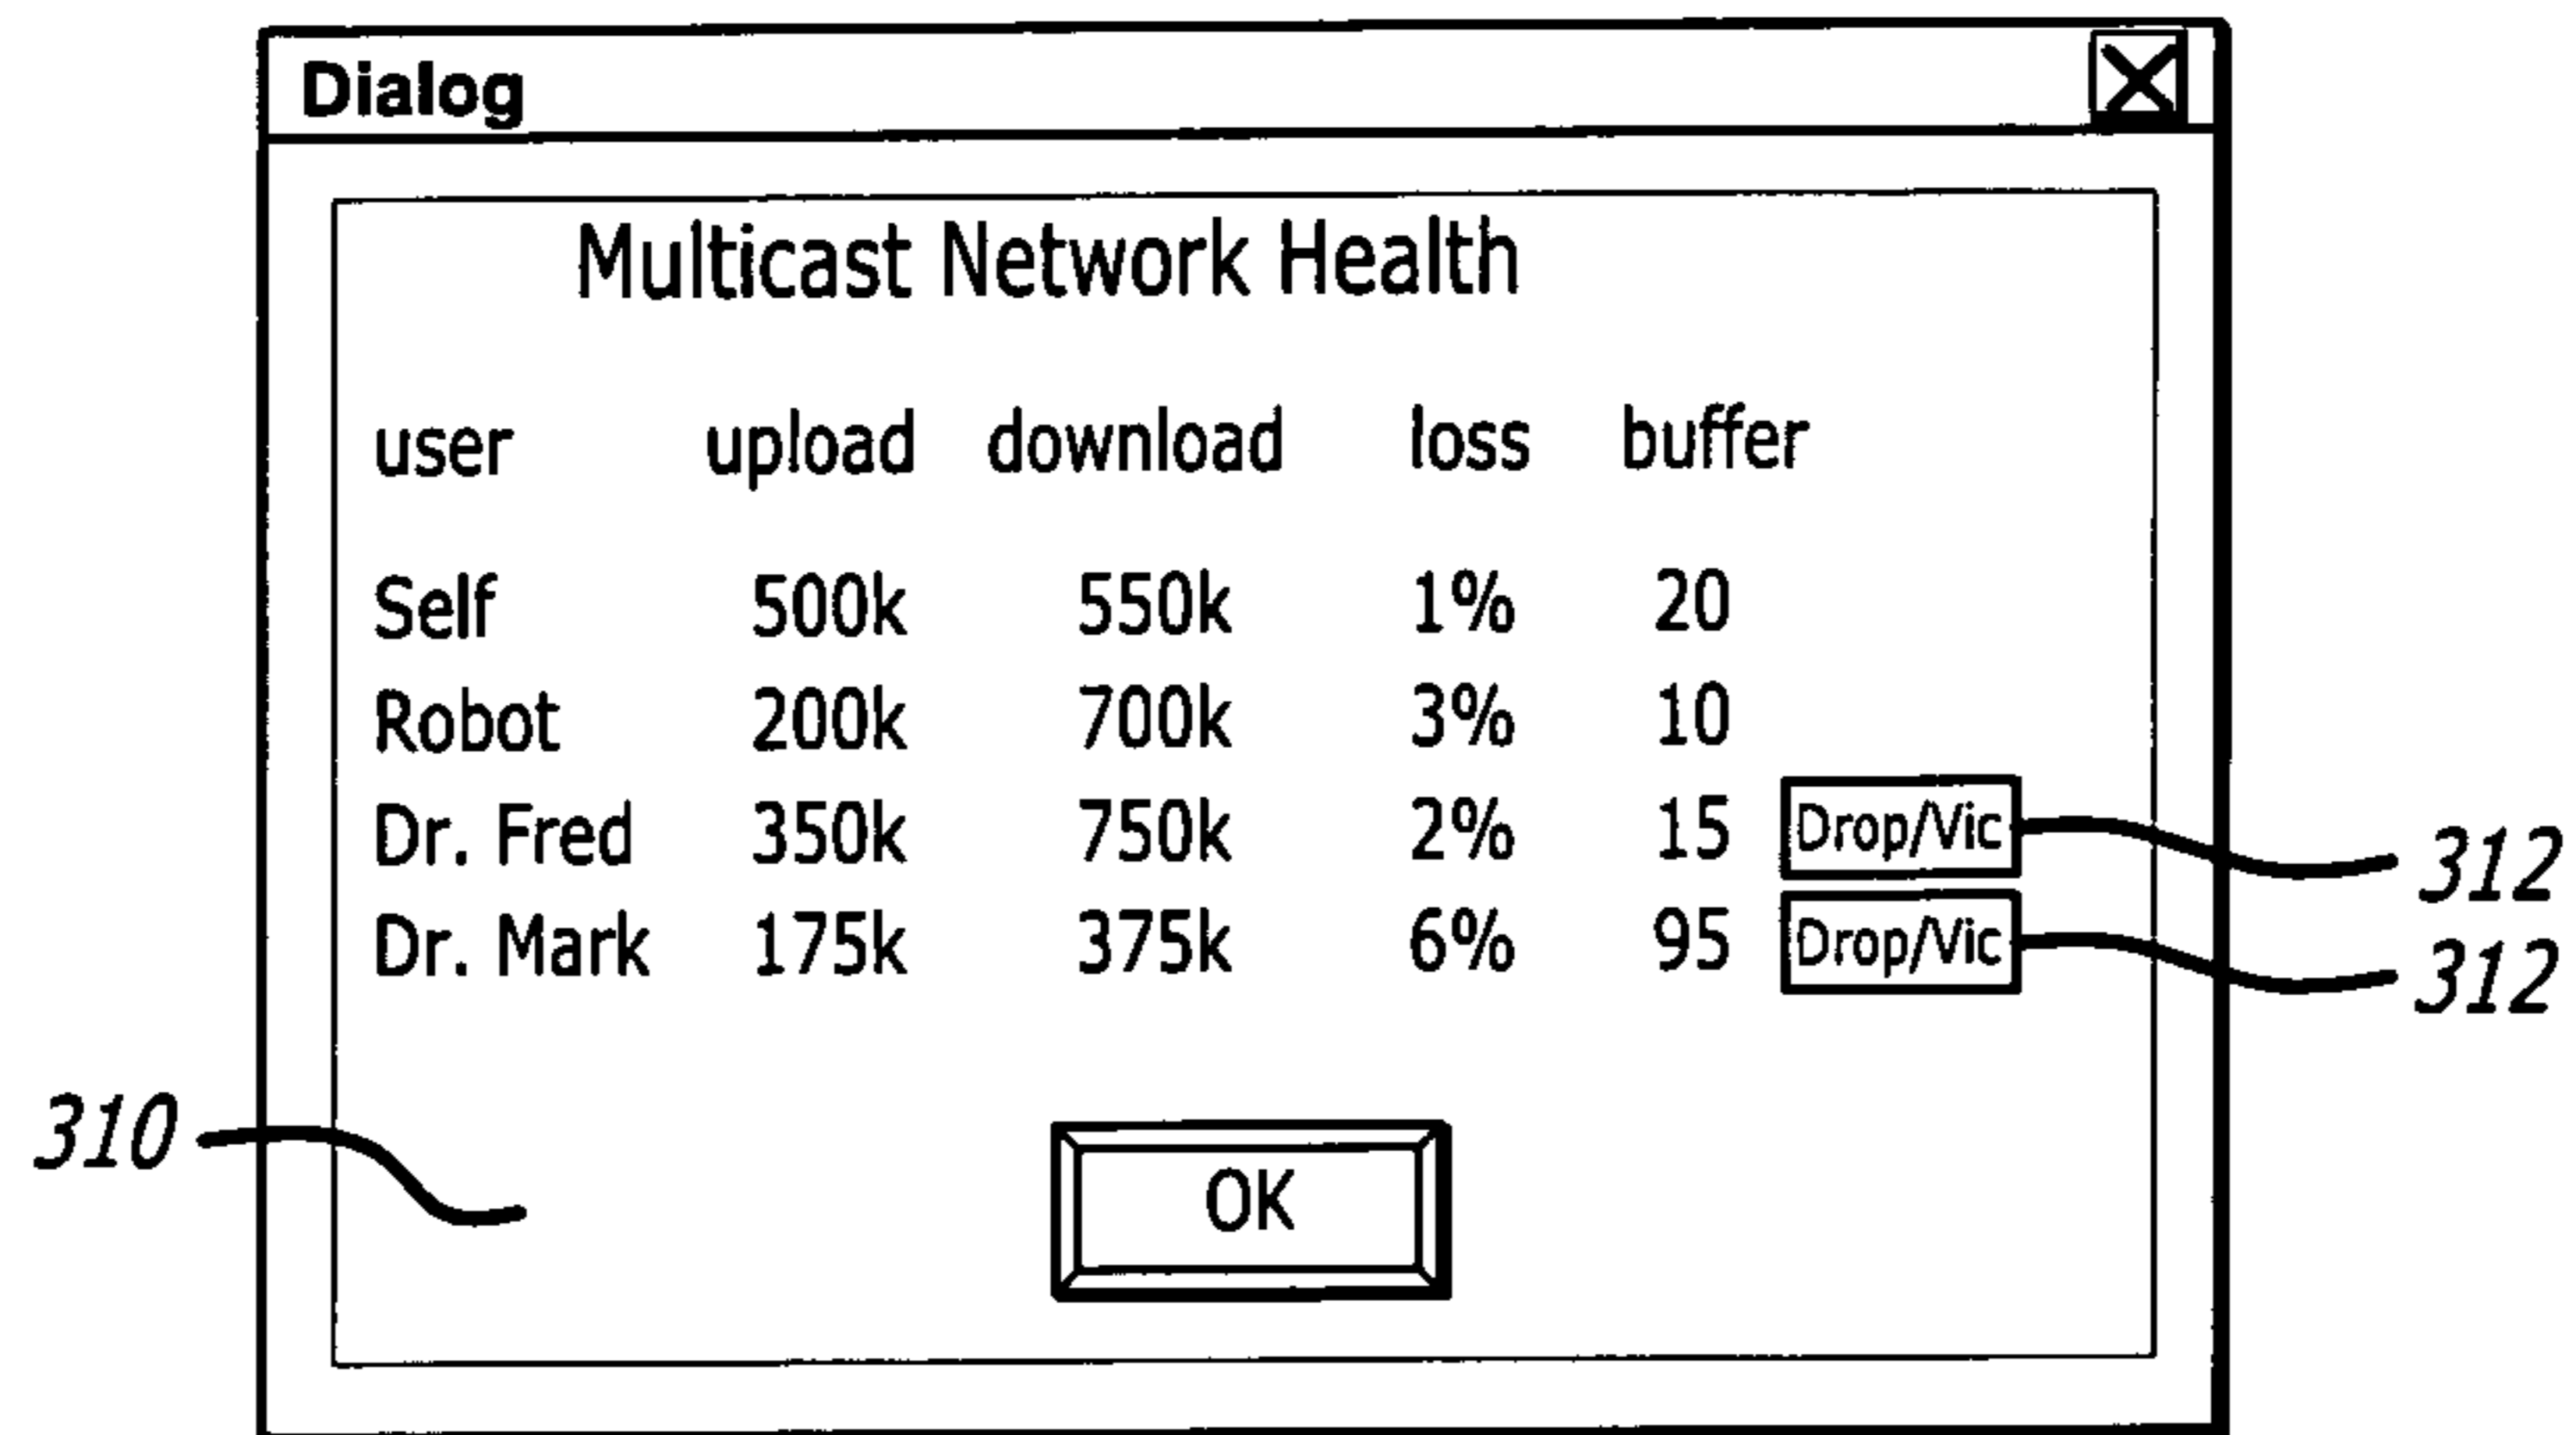 Dialog
Multicast Network Health
user upload download loss buffer
Self 500k 550k 1% 20
Robot 200k 700k 3% 10
Dr. Fred 350k 750k 2% 15 Drop/Vic 312
Dr. Mark 175k 375k 6% 95 Drop/Vic 312
310
OK